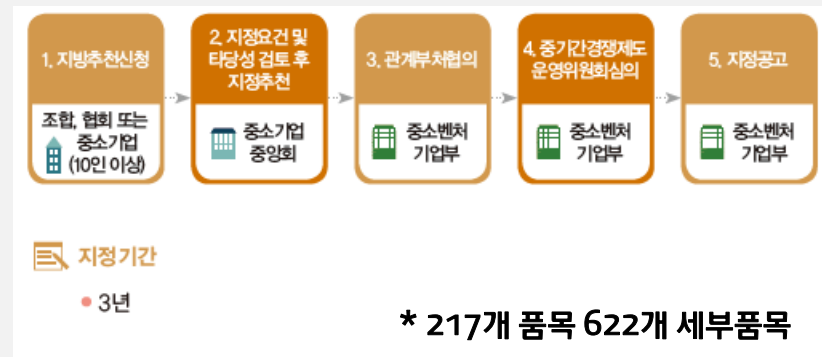 1. 지방추천신청
조합, 협회 또는
중소기업
(10인 이상)
2. 지정요건 및
타당성 검토 후
지정추천
중소기업
중앙회
3. 관계부처협의
중소벤처
기업부
4. 중기간경쟁제도
운영위원회심의
중소벤처
기업부
5. 지정공고
중소벤처
기업부
지정기간
• 3년
* 217개 품목 622개 세부품목